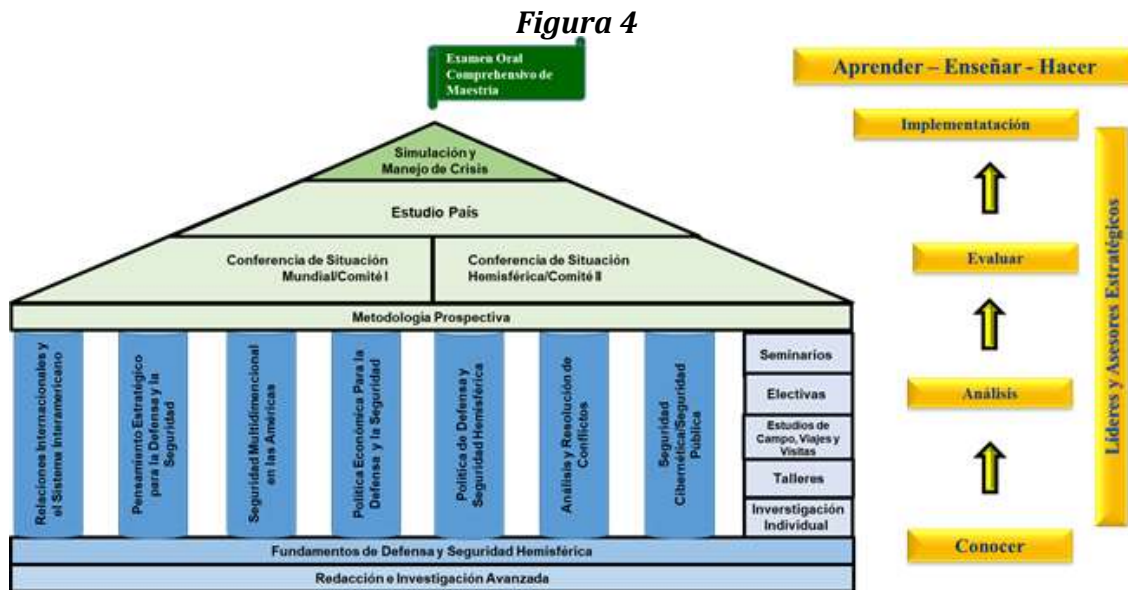 Figura 4
Examen Oral
Comprehensivo de
Maestria
Simulación y
Manejo de Crisis
Estudio País
Conferencia de Situación
Mundial/Comité I
Conferencia de Situación
Hemisférica/Comité II
Metodologia Prospectiva
Relaciones Internacionales y
el Sistema Interamericano
Pensamiento Estratégico
para la Defensa y la
Seguridad
Seguridad Multidimencional
en las Américas
Política Económica Para la
Defensa y la Seguridad
Política de Defensa y
Seguridad Hemisférica
Análisis y Resolución de
Conflictos
Seguridad
Cibernética/Seguridad
Pública
Seminarios
Electivas
Estudios de
Campo, Viajes y
Visitas
Talleres
Inverstigación
Individual
Fundamentos de Defensa y Seguridad Hemisférica
Redacción e Investigación Avanzada
Aprender – Enseñar - Hacer
Implementatación
Evaluar
Análisis
Conocer
Líderes y Asesores Estratégicos